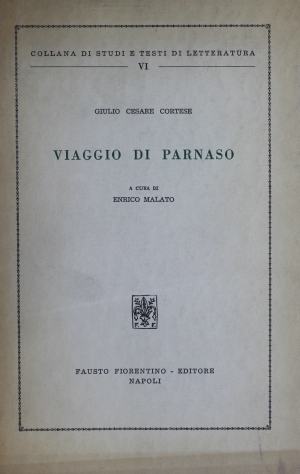 COLLANA DI STUDI E TESTI DI LETTERATURA
VI
GIULIO CESARE CORTESE
VIAGGIO DI PARNASO
A CURA DI
ENRICO MALATO
F. F.
FAUSTO FIORENTINO - EDITORE
NAPOLI